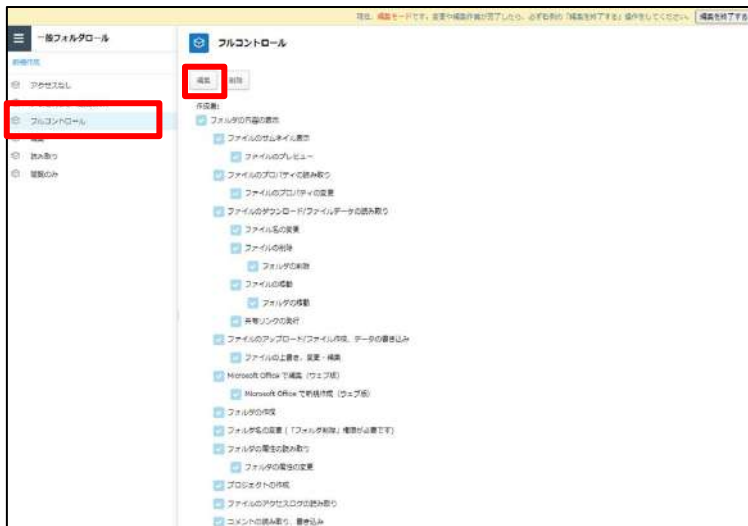 現在、編集モードです。変更や編集作業が完了したら、必ず右側の「編集を終了する」操作をしてください。
編集を終了する
一般フォルダロール
フルコントロール
新規作成
編集
削除
アクセスなし
作成者:
フルコントロール
フォルダの内容の表示
ファイルのサムネイル表示
編集
ファイルのプレビュー
読み取り
ファイルのプロパティの読み取り
閲覧のみ
ファイルのプロパティの変更
ファイルのダウンロード/ファイルデータの読み取り
ファイル名の変更
ファイルの削除
フォルダの削除
ファイルの移動
フォルダの移動
共有リンクの発行
ファイルのアップロード/ファイル作成、データの書き込み
ファイルの上書き、変更・編集
Microsoft Office で編集（ウェブ版）
Microsoft Office で新規作成（ウェブ版）
フォルダの作成
フォルダ名の変更 (「フォルダ削除」権限が必要です)
フォルダの属性の読み取り
フォルダの属性の変更
プロジェクトの作成
ファイルのアクセスログの読み取り
コメントの読み取り、書き込み